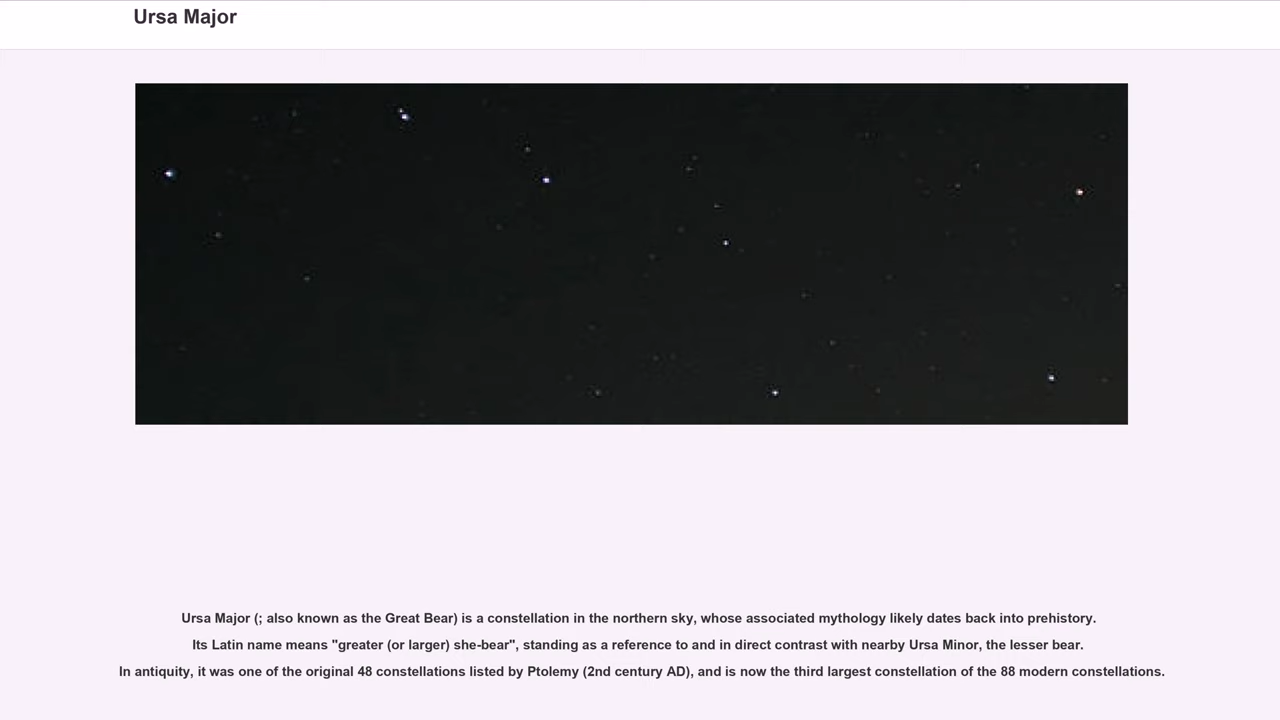 Ursa Major
Ursa Major (; also known as the Great Bear) is a constellation in the northern sky, whose associated mythology likely dates back into prehistory.
Its Latin name means "greater (or larger) she-bear", standing as a reference to and in direct contrast with nearby Ursa Minor, the lesser bear.
In antiquity, it was one of the original 48 constellations listed by Ptolemy (2nd century AD), and is now the third largest constellation of the 88 modern constellations.